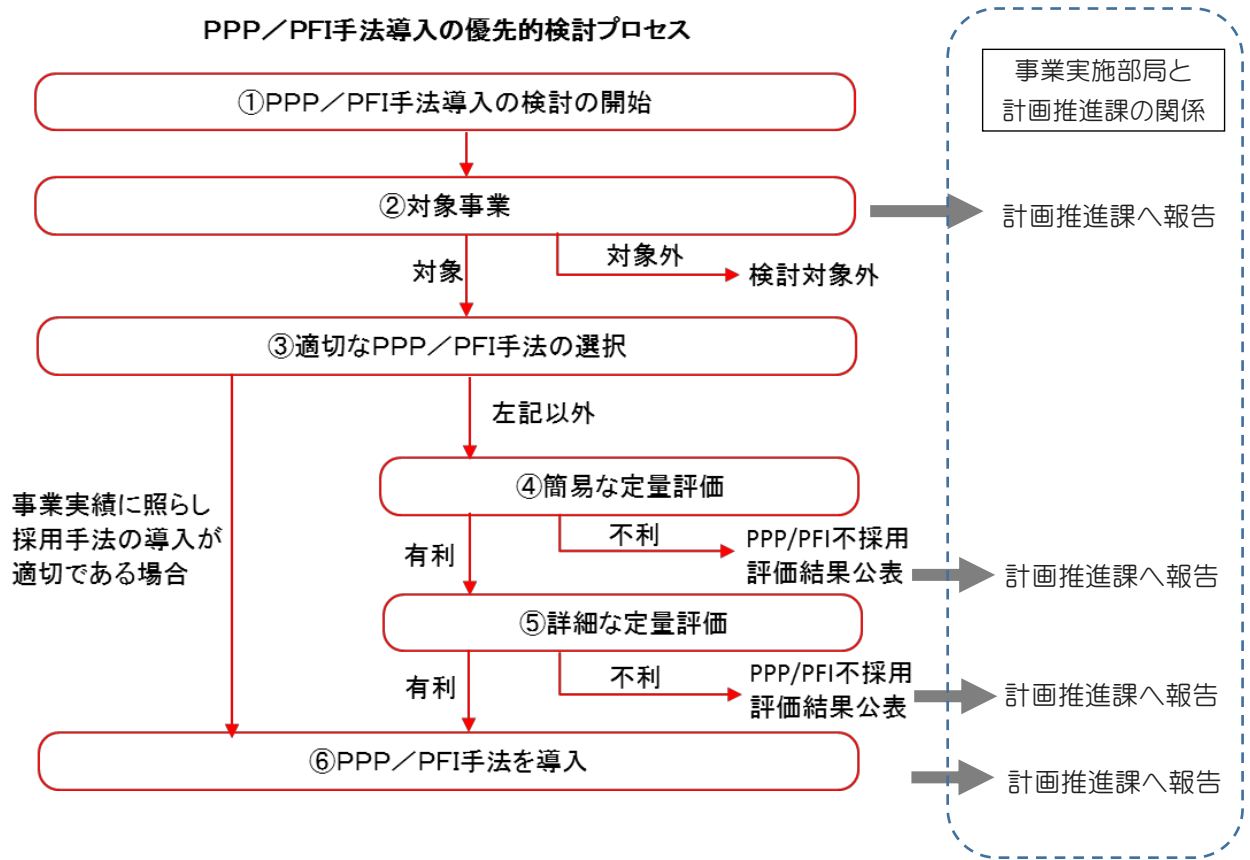 PPP／PFI手法導入の優先的検討プロセス
事業実施部局と
計画推進課の関係
①PPP／PFI手法導入の検討の開始
②対象事業
計画推進課へ報告
対象
対象外
検討対象外
③適切なPPP／PFI手法の選択
左記以外
事業実績に照らし
採用手法の導入が
適切である場合
④簡易な定量評価
有利
不利
PPP/PFI不採用
評価結果公表
計画推進課へ報告
⑤詳細な定量評価
有利
不利
PPP/PFI不採用
評価結果公表
計画推進課へ報告
⑥PPP／PFI手法を導入
計画推進課へ報告